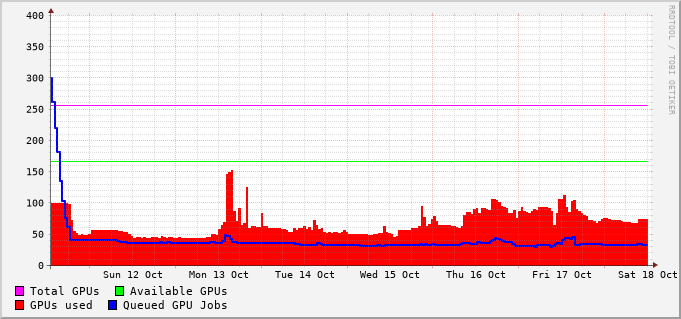 400
350
300
250
200
150
100
50
0
Sun 12 Oct Mon 13 Oct Tue 14 Oct Wed 15 Oct Thu 16 Oct Fri 17 Oct Sat 18 Oct
Total GPUs Available GPUs
GPUs used Queued GPU Jobs
RRDTOOL / TOBI OETIKER